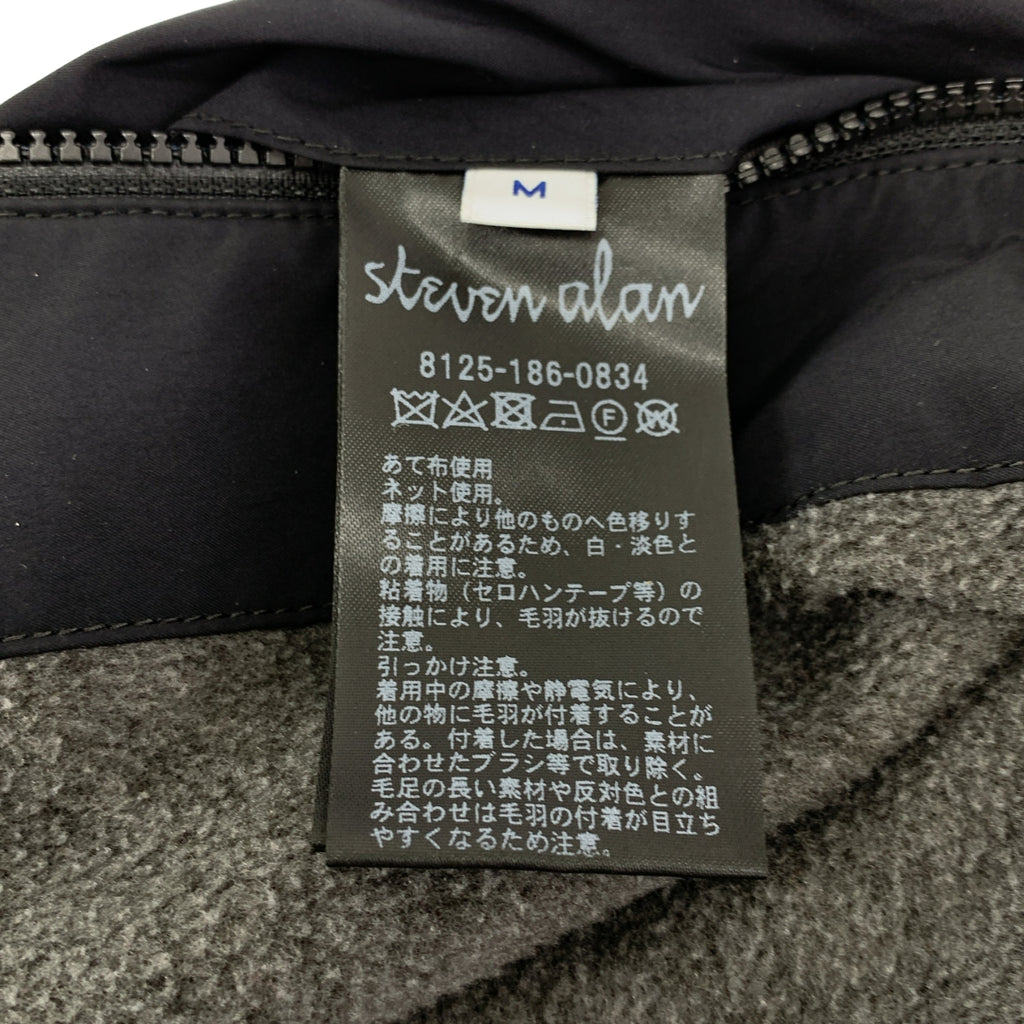 M
steven alan
8125-186-0834
F
W
あて布使用
ネット使用。
摩擦により他のものへ色移りす
ることがあるため、白・淡色と
の着用に注意。
粘着物（セロハンテープ等）の
接触により、毛羽が抜けるので
注意。
引っかけ注意。
着用中の摩擦や静電気により、
他の物に毛羽が付着することが
ある。付着した場合は、素材に
合わせたブラシ等で取り除く。
毛足の長い素材や反対色との組
み合わせは毛羽の付着が目立ち
やすくなるため注意。